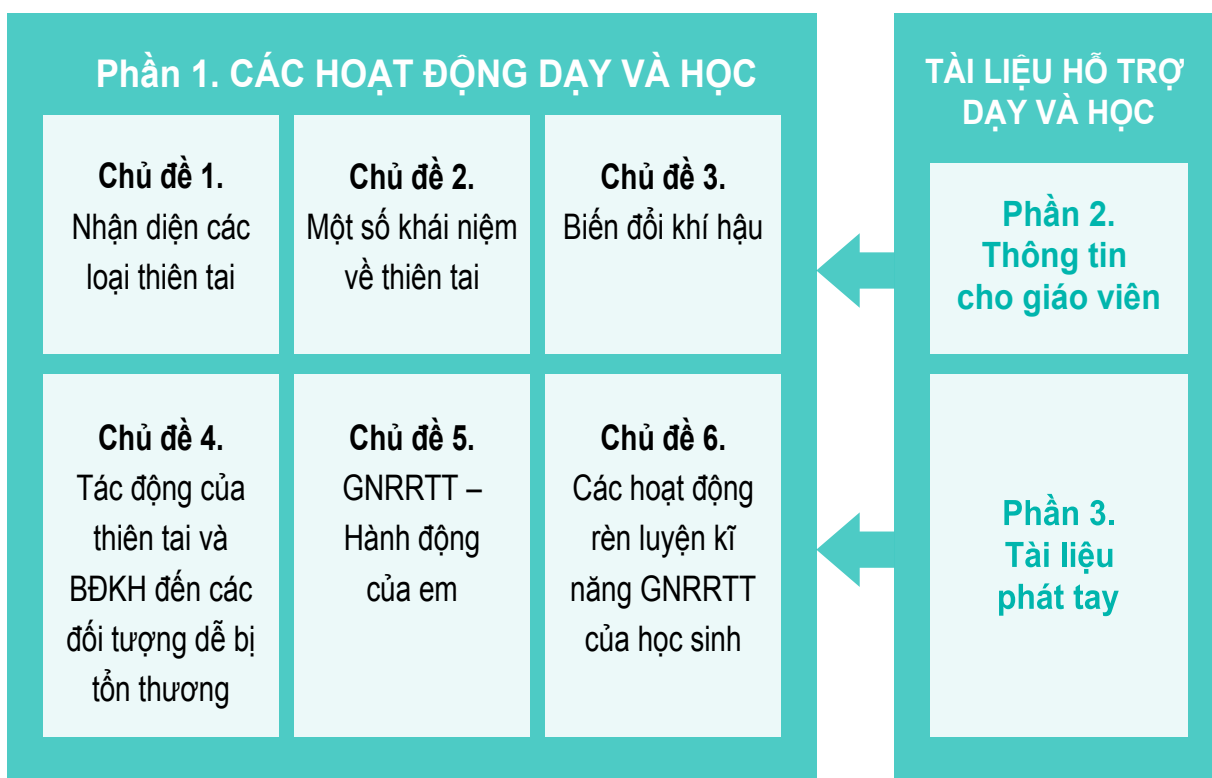 Phần 1. CÁC HOẠT ĐỘNG DẠY VÀ HỌC
Chủ đề 1.
Nhận diện các
loại thiên tai
Chủ đề 2.
Một số khái niệm
về thiên tai
Chủ đề 3.
Biến đổi khí hậu
Chủ đề 4.
Tác động của
thiên tai và
BĐKH đến các
đối tượng dễ bị
tổn thương
Chủ đề 5.
GNRRTT –
Hành động
của em
Chủ đề 6.
Các hoạt động
rèn luyện kĩ
năng GNRRTT
của học sinh
TÀI LIỆU HỖ TRỢ
DẠY VÀ HỌC
Phần 2.
Thông tin
cho giáo viên
Phần 3.
Tài liệu
phát tay